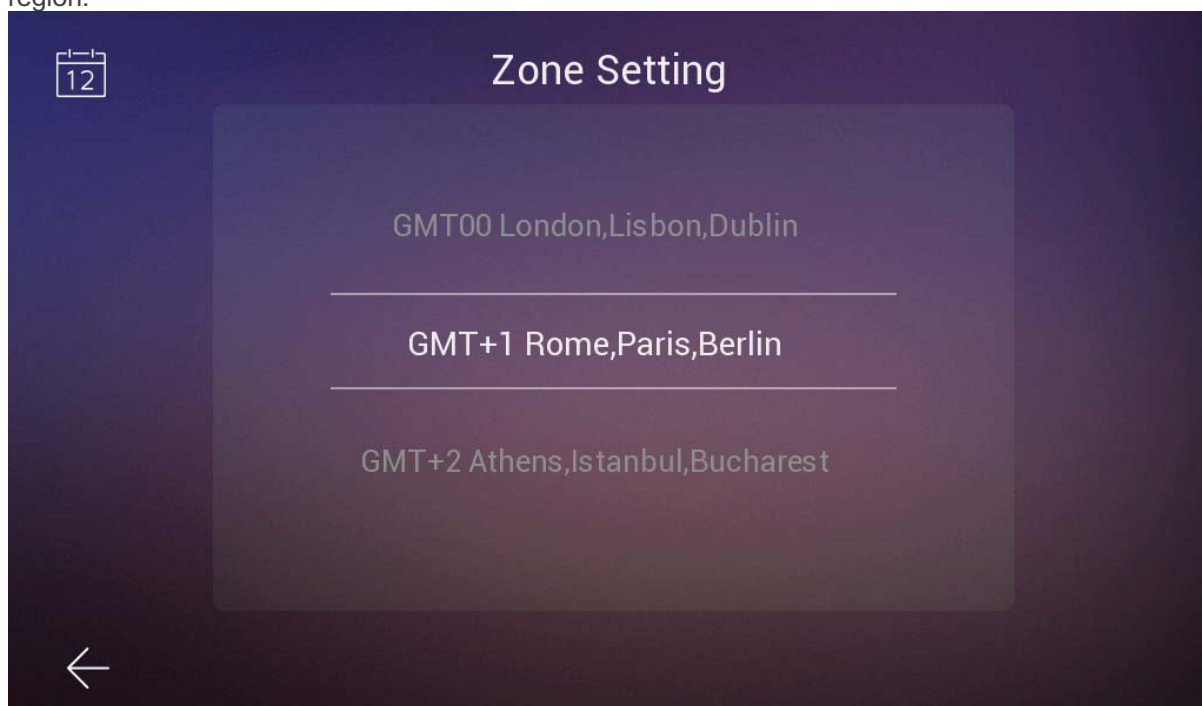 region.
12
Zone Setting
GMT00 London,Lisbon,Dublin
GMT+1 Rome,Paris,Berlin
GMT+2 Athens,Istanbul,Bucharest